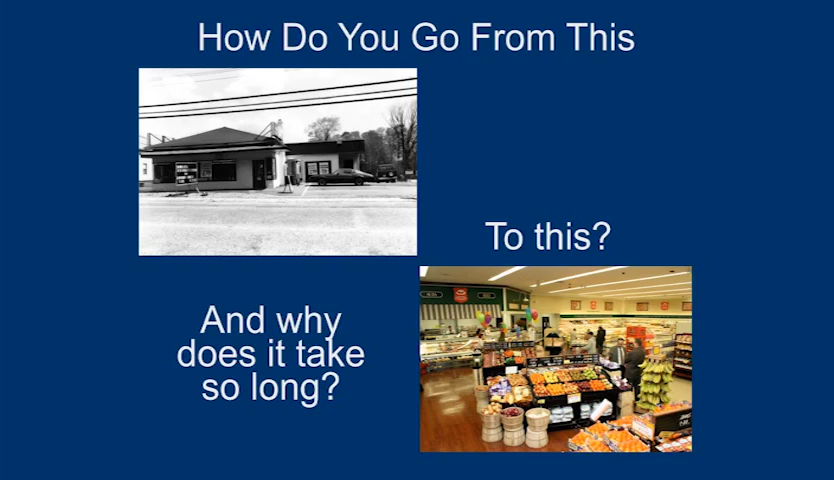 How Do You Go From This
To this?
And why
does it take
so long?